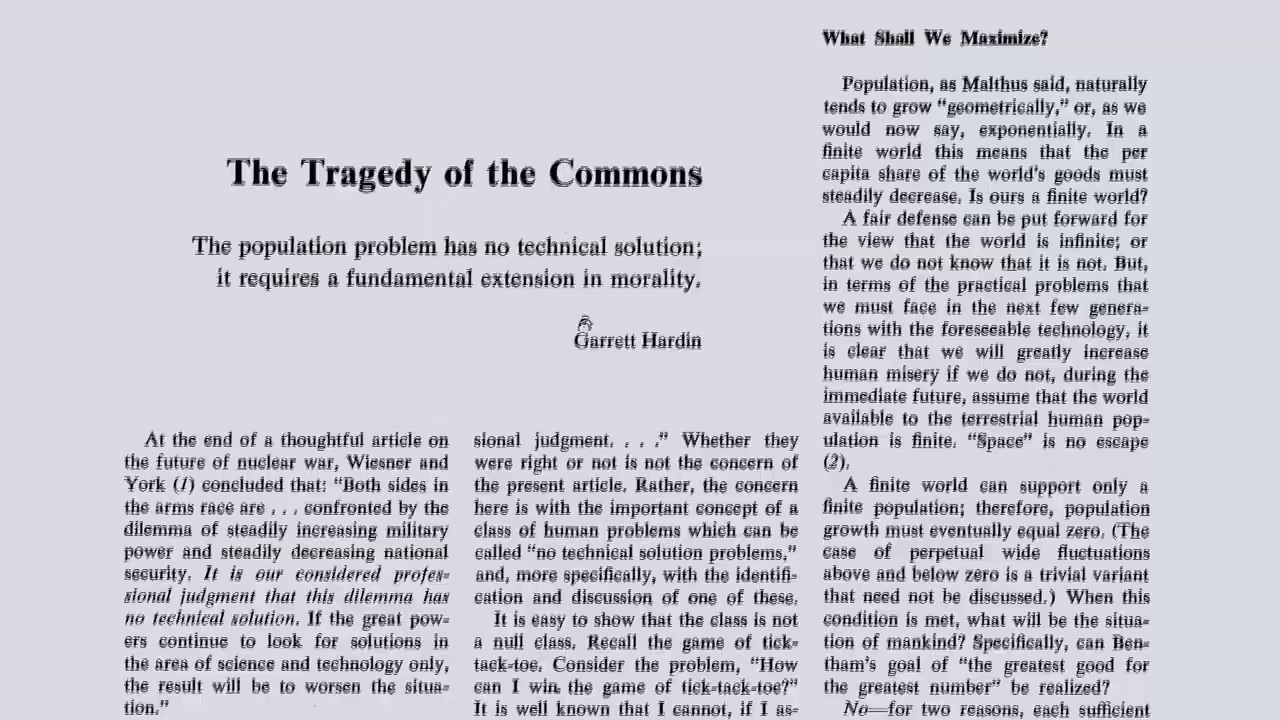 The Tragedy of the Commons
The population problem has no technical solution;
it requires a fundamental extension in morality.
Garrett Hardin
At the end of a thoughtful article on
the future of nuclear war, Wiesner and
York (1) concluded that: “Both sides in
the arms race are . . . confronted by the
dilemma of steadily increasing military
power and steadily decreasing national
security. It is our considered profes-
sional judgment that this dilemma has
no technical solution. If the great pow-
ers continue to look for solutions in
the area of science and technology only,
the result will be to worsen the situa-
tion.”
sional judgment. . . .” Whether they
were right or not is not the concern of
the present article. Rather, the concern
here is with the important concept of a
class of human problems which can be
called “no technical solution problems,”
and, more specifically, with the identifi-
cation and discussion of one of these.
It is easy to show that the class is not
a null class. Recall the game of tick-
tack-toe. Consider the problem, “How
can I win the game of tick-tack-toe?”
It is well known that I cannot, if I as-
What Shall We Maximize?
Population, as Malthus said, naturally
tends to grow “geometrically,” or, as we
would now say, exponentially. In a
finite world this means that the per
capita share of the world's goods must
steadily decrease. Is ours a finite world?
A fair defense can be put forward for
the view that the world is infinite; or
that we do not know that it is not. But,
in terms of the practical problems that
we must face in the next few genera-
tions with the foreseeable technology, it
is clear that we will greatly increase
human misery if we do not, during the
immediate future, assume that the world
available to the terrestrial human pop-
ulation is finite. “Space” is no escape
(2).
A finite world can support only a
finite population; therefore, population
growth must eventually equal zero. (The
case of perpetual wide fluctuations
above and below zero is a trivial variant
that need not be discussed.) When this
condition is met, what will be the situa-
tion of mankind? Specifically, can Ben-
tham's goal of “the greatest good for
the greatest number” be realized?
No—for two reasons, each sufficient